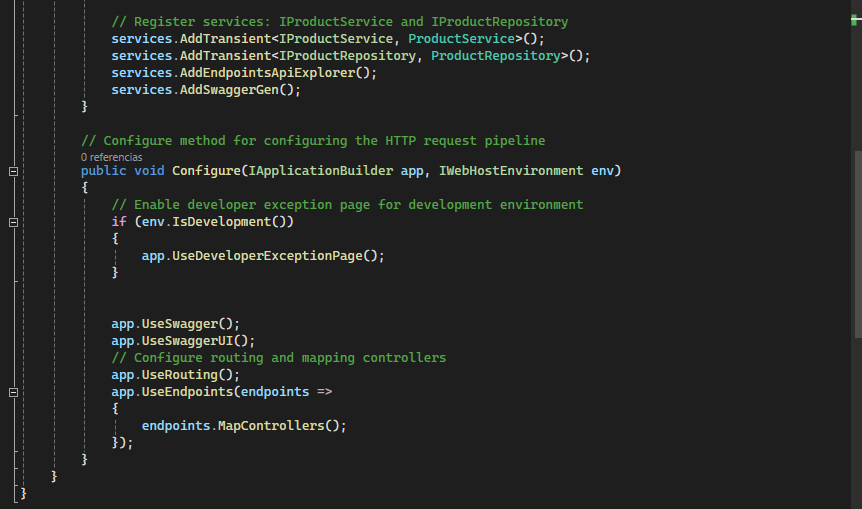 // Register services: IProductService and IProductRepository
services.AddTransient<IProductService, ProductService>();
services.AddTransient<IProductRepository, ProductRepository>();
services.AddEndpointsApiExplorer();
services.AddSwaggerGen();
}
// Configure method for configuring the HTTP request pipeline
0 referencias
public void Configure(IApplicationBuilder app, IWebHostEnvironment env)
{
// Enable developer exception page for development environment
if (env.IsDevelopment())
{
app.UseDeveloperExceptionPage();
}
app.UseSwagger();
app.UseSwaggerUI();
// Configure routing and mapping controllers
app.UseRouting();
app.UseEndpoints(endpoints =>
{
endpoints.MapControllers();
});
}
}
}